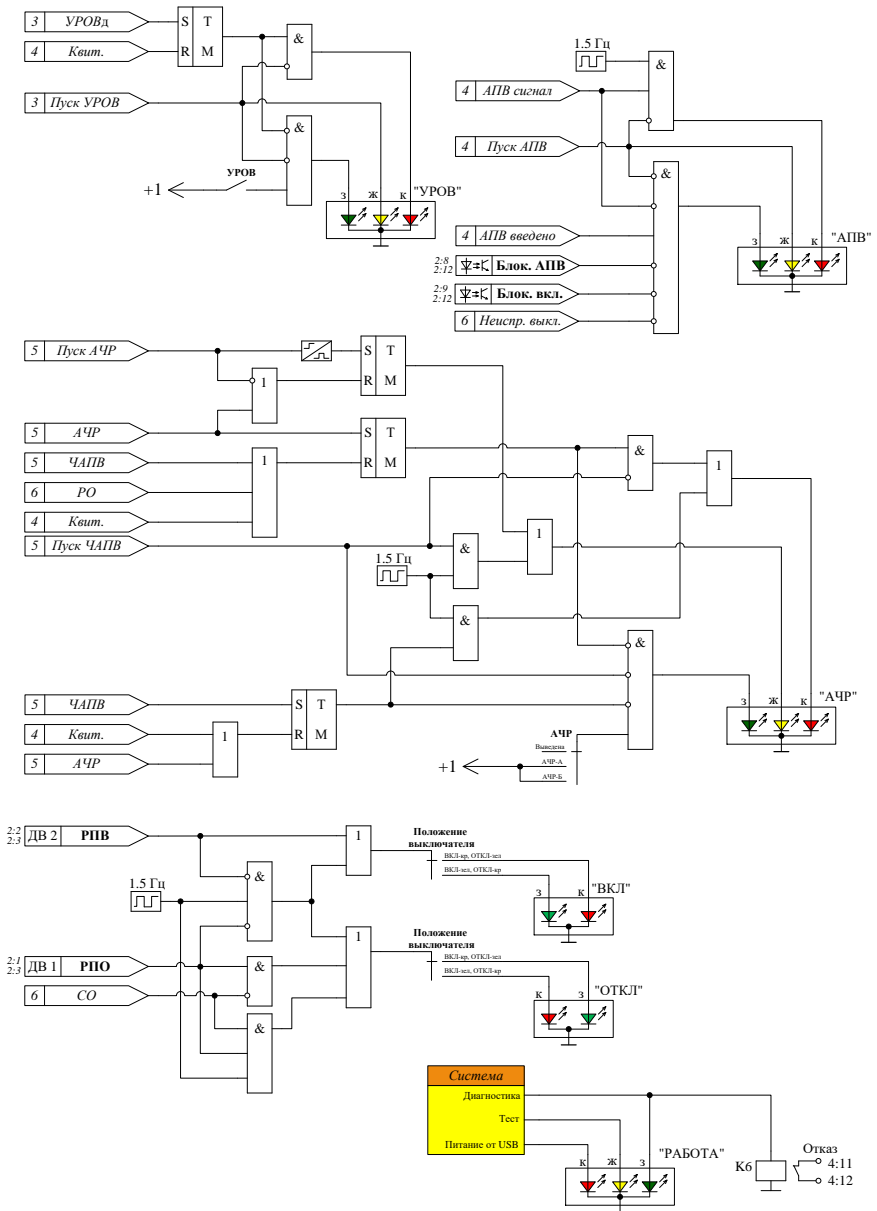 3 УРОВд
S T
4 Квит.
R M
&
3 Пуск УРОВ
&
УРОВ
+1
з ж к "УРОВ"
1.5 Гц
&
4 АПВ сигнал
4 Пуск АПВ
&
4 АПВ введено
2:8
2:12
Блок. АПВ
2:9
2:12
Блок. вкл.
6 Неиспр. выкл.
з ж к "АПВ"
5 Пуск АЧР
S T
R M
1
5 АЧР
S T
R M
5 ЧАПВ
1
6 РО
4 Квит.
5 Пуск ЧАПВ
&
1
&
1
1.5 Гц
&
&
5 ЧАПВ
S T
R M
4 Квит.
1
5 АЧР
АЧР
Выведена
АЧР-А
АЧР-Б
+1
з ж к "АЧР"
2:2
2:3
ДВ 2 РПВ
1
Положение
выключателя
ВКЛ-кр, ОТКЛ-зел
ВКЛ-зел, ОТКЛ-кр
&
1.5 Гц
з к "ВКЛ"
2:1
2:3
ДВ 1 РПО
1
Положение
выключателя
ВКЛ-кр, ОТКЛ-зел
ВКЛ-зел, ОТКЛ-кр
&
6 СО
&
к з "ОТКЛ"
Система
Диагностика
Тест
Питание от USB
к ж з "РАБОТА"
К6
Отказ
4:11
4:12